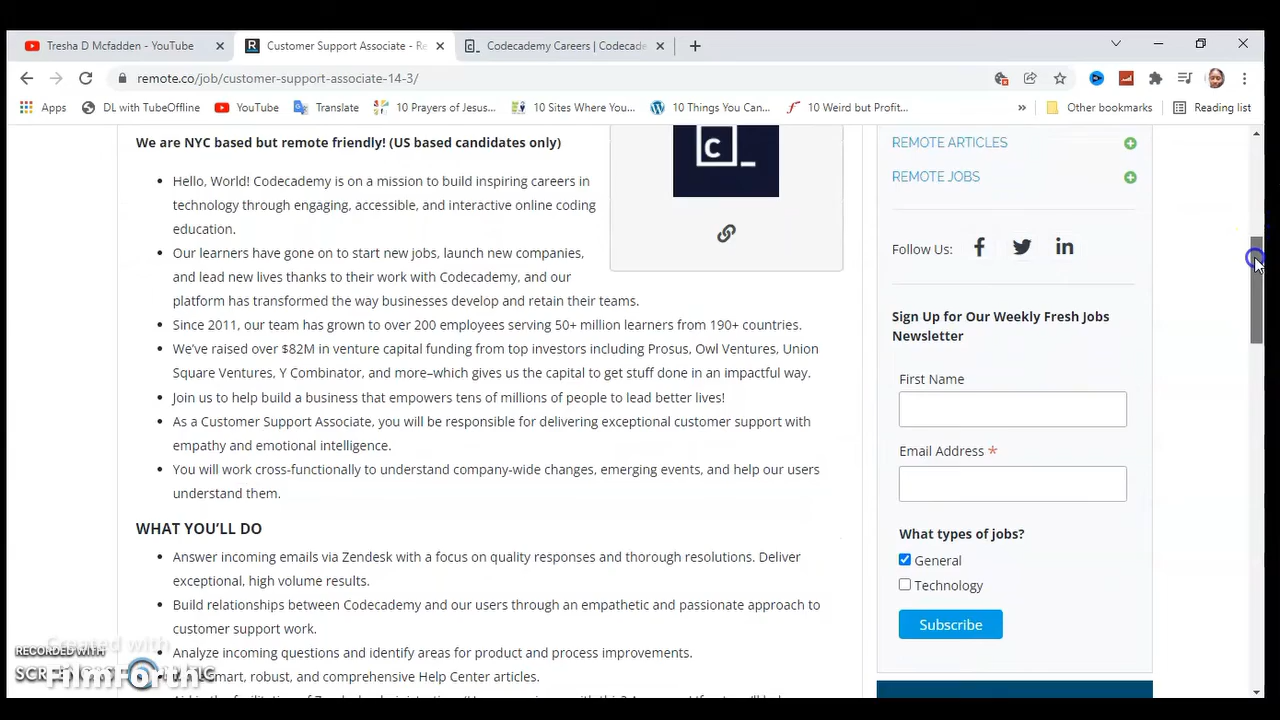 Tresha D Mcfadden - YouTube
Customer Support Associate - Re
Codecademy Careers | Codecad
remote.co/job/customer-support-associate-14-3/
Apps
DL with TubeOffline
YouTube
Translate
10 Prayers of Jesus...
10 Sites Where You...
10 Things You Can...
10 Weird but Profit...
»
Other bookmarks
Reading list
We are NYC based but remote friendly! (US based candidates only)
• Hello, World! Codecademy is on a mission to build inspiring careers in
technology through engaging, accessible, and interactive online coding
education.
• Our learners have gone on to start new jobs, launch new companies,
and lead new lives thanks to their work with Codecademy, and our
platform has transformed the way businesses develop and retain their teams.
• Since 2011, our team has grown to over 200 employees serving 50+ million learners from 190+ countries.
• We’ve raised over $82M in venture capital funding from top investors including Prosus, Owl Ventures, Union
Square Ventures, Y Combinator, and more–which gives us the capital to get stuff done in an impactful way.
• Join us to help build a business that empowers tens of millions of people to lead better lives!
• As a Customer Support Associate, you will be responsible for delivering exceptional customer support with
empathy and emotional intelligence.
• You will work cross-functionally to understand company-wide changes, emerging events, and help our users
understand them.
WHAT YOU’LL DO
• Answer incoming emails via Zendesk with a focus on quality responses and thorough resolutions. Deliver
exceptional, high volume results.
• Build relationships between Codecademy and our users through an empathetic and passionate approach to
customer support work.
• Analyze incoming questions and identify areas for product and process improvements.
smart, robust, and comprehensive Help Center articles.
c_
REMOTE ARTICLES
REMOTE JOBS
Follow Us:
Sign Up for Our Weekly Fresh Jobs
Newsletter
First Name
Email Address *
What types of jobs?
General
Technology
Subscribe
Created with
FilmForth
RECORDED WITH